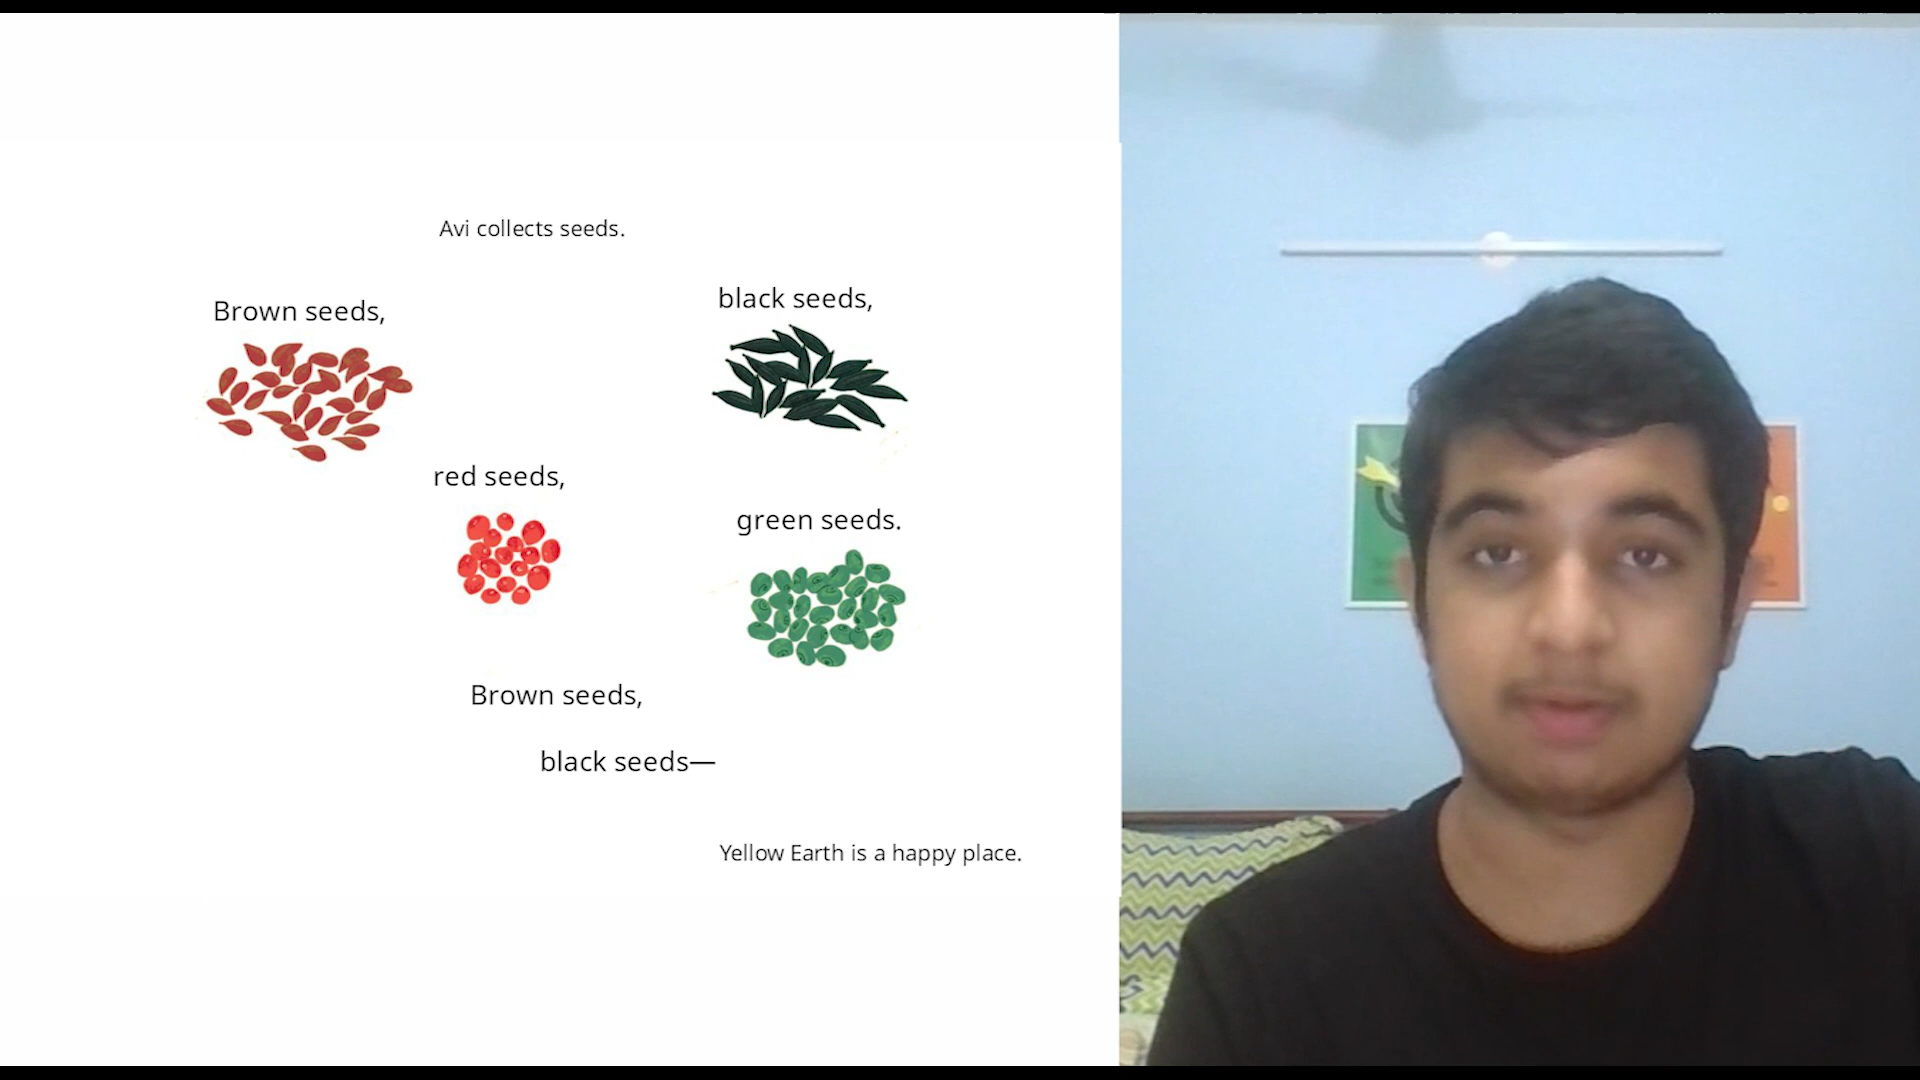 Avi collects seeds.
Brown seeds,
black seeds,
red seeds,
green seeds.
Brown seeds,
black seeds—
Yellow Earth is a happy place.